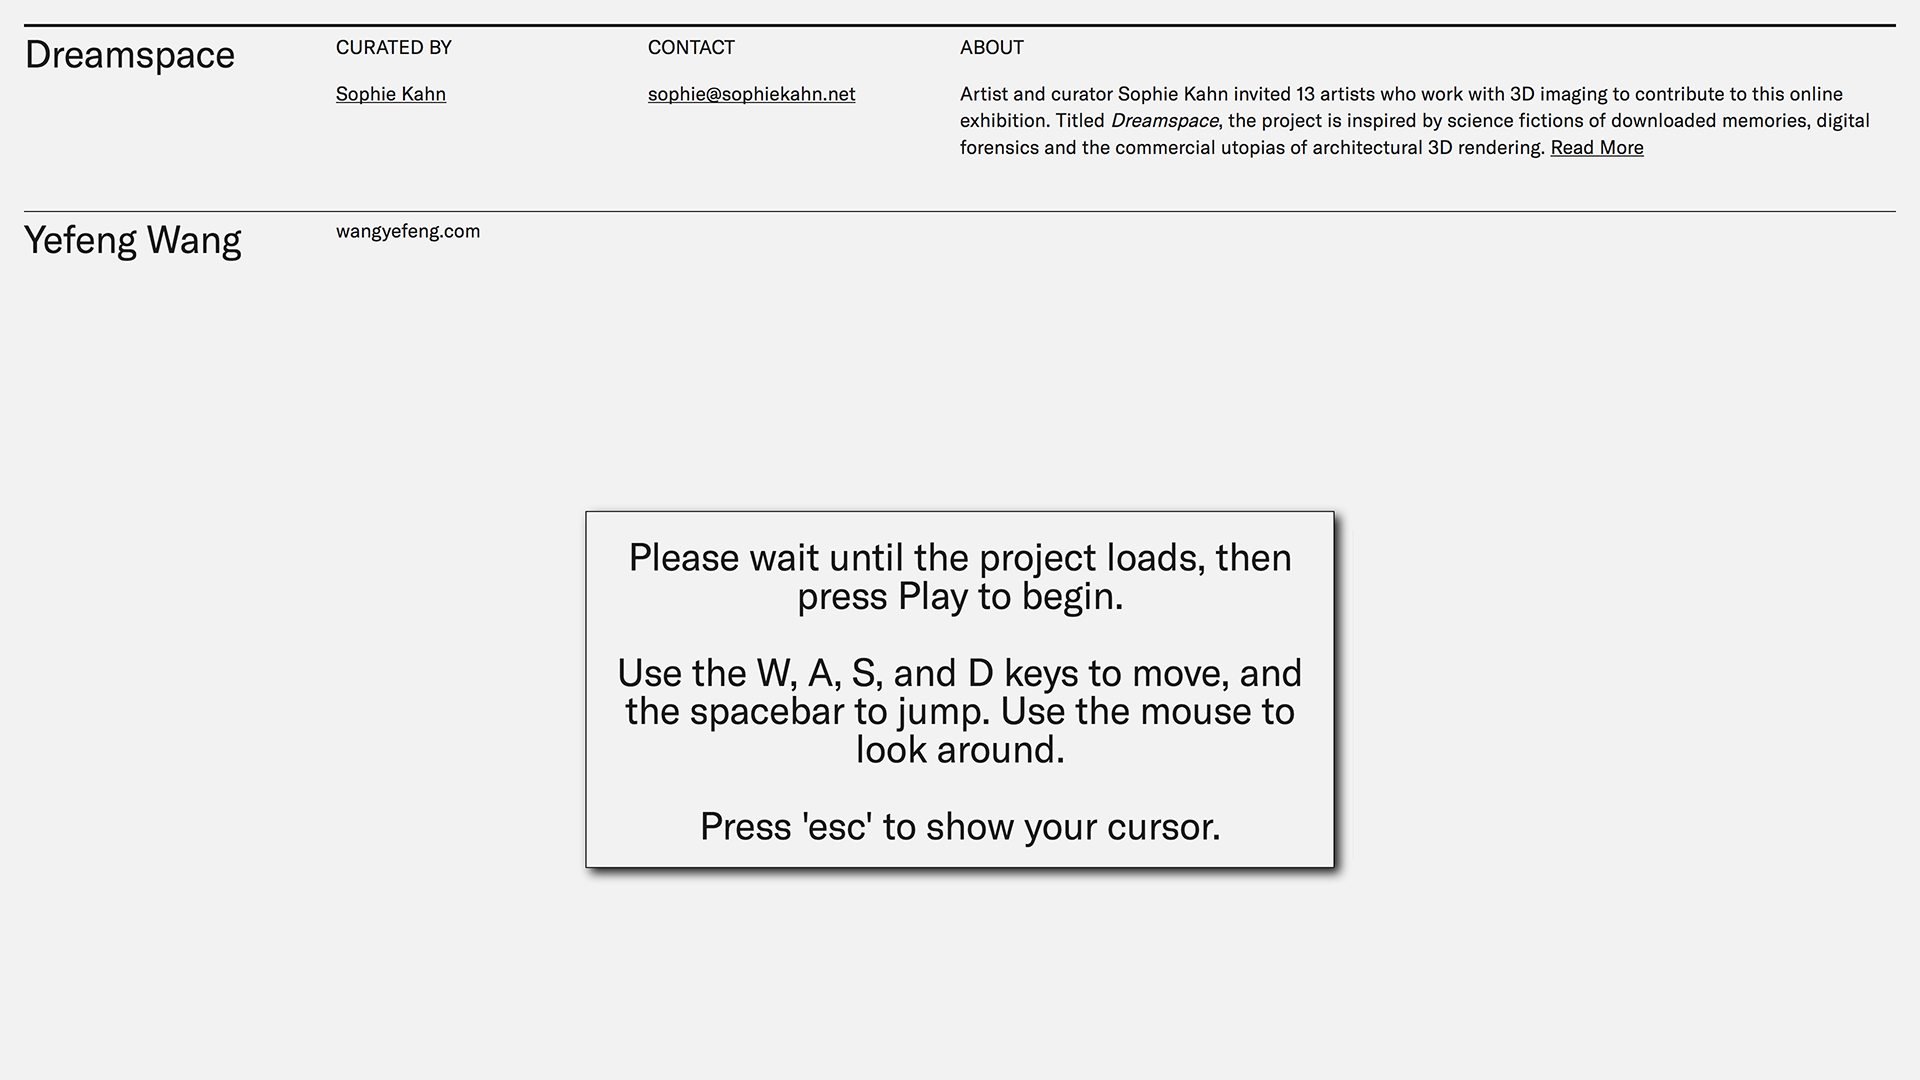 Dreamspace
CURATED BY
Sophie Kahn
CONTACT
sophie@sophiekahn.net
ABOUT
Artist and curator Sophie Kahn invited 13 artists who work with 3D imaging to contribute to this online
exhibition. Titled Dreamspace, the project is inspired by science fictions of downloaded memories, digital
forensics and the commercial utopias of architectural 3D rendering. Read More
Yefeng Wang
wangyefeng.com
Please wait until the project loads, then
press Play to begin.
Use the W, A, S, and D keys to move, and
the spacebar to jump. Use the mouse to
look around.
Press 'esc' to show your cursor.